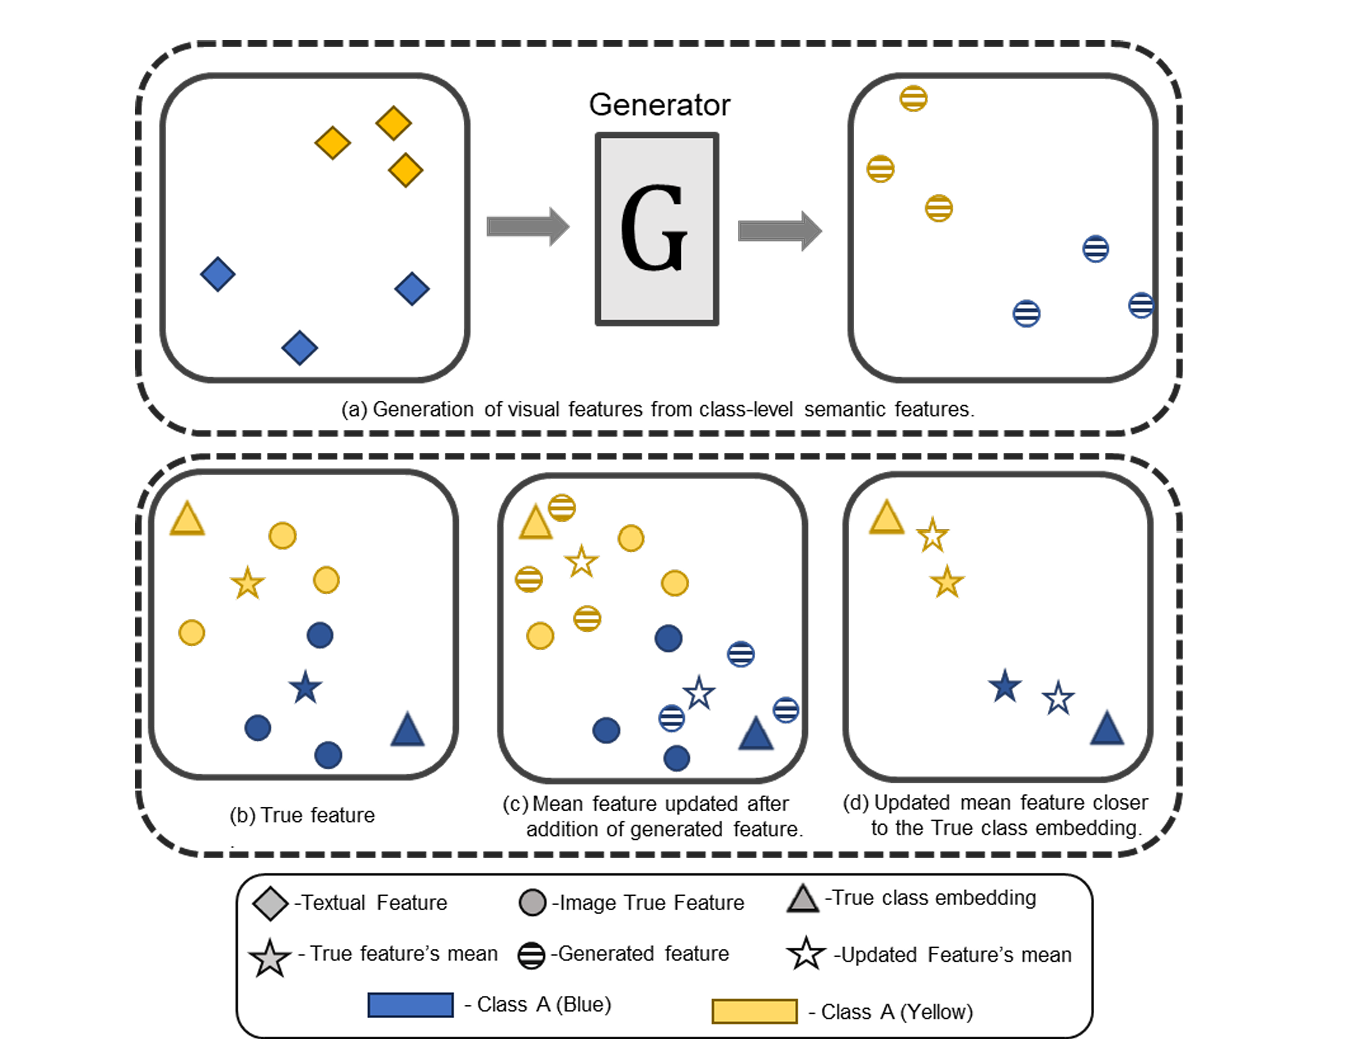 Generator
G
(a) Generation of visual features from class-level semantic features.
(b) True feature
.
(c) Mean feature updated after
addition of generated feature.
(d) Updated mean feature closer
to the True class embedding.
-Textual Feature
-Image True Feature
-True class embedding
- True feature's mean
-Generated feature
-Updated Feature's mean
- Class A (Blue)
- Class A (Yellow)